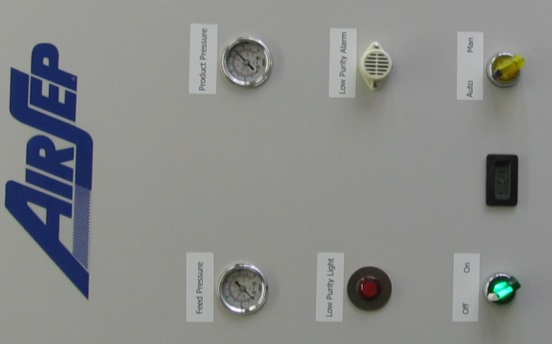 AIRSEP
Feed Pressure
Product Pressure
Low Purity Light
Low Purity Alarm
Off On
Auto Man